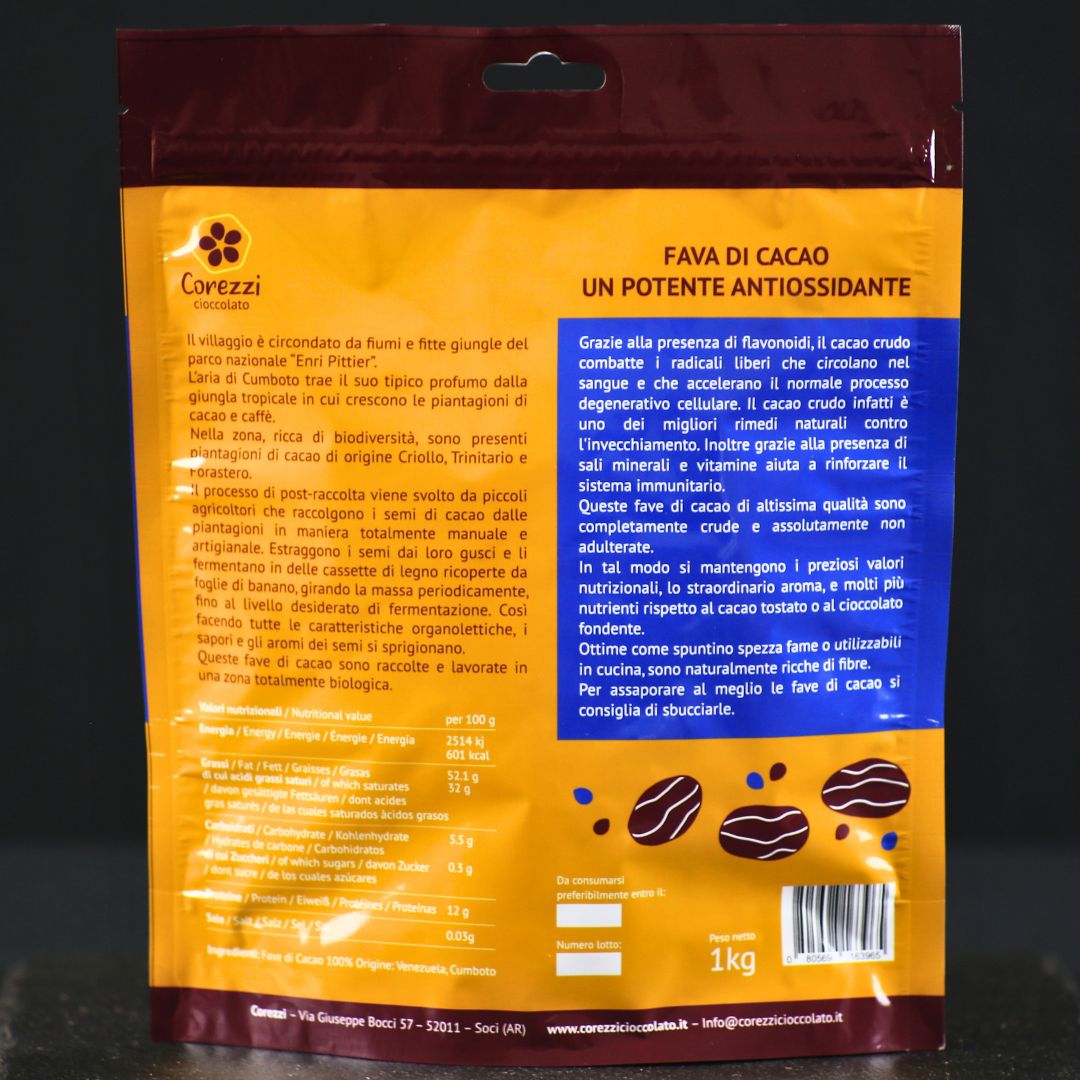 Corezzi
cioccolato
Il villaggio è circondato da fiumi e fitte giungle del
parco nazionale “Enri Pittier”.
L'aria di Cumboto trae il suo tipico profumo dalla
giungla tropicale in cui crescono le piantagioni di
cacao e caffè.
Nella zona, ricca di biodiversità, sono presenti
piantagioni di cacao di origine Criollo, Trinitario e
Forastero.
Il processo di post-raccolta viene svolto da piccoli
agricoltori che raccolgono i semi di cacao dalle
piantagioni in maniera totalmente manuale e
artigianale. Estraggono i semi dai loro gusci e li
fermentano in delle cassette di legno ricoperte da
foglie di banano, girando la massa periodicamente,
fino al livello desiderato di fermentazione. Così
facendo tutte le caratteristiche organolettiche, i
sapori e gli aromi dei semi si sprigionano.
Queste fave di cacao sono raccolte e lavorate in
una zona totalmente biologica.
Valori nutrizionali / Nutritional value per 100 g
Energia / Energy / Energie / Énergie / Energía 2514 kj
601 kcal
Grassi / Fat / Fett / Graisses / Grasas 52.1 g
di cui acidi grassi saturi / of which saturates 32 g
/ davon gesättigte Fettsäuren / dont acides
gras saturés / de las cuales saturados àcidos grasos
Carboidrati / Carbohydrate / Kohlenhydrate 5.5 g
/ Hydrates de carbone / Carbohidratos
di cui Zuccheri / of which sugars / davon Zucker 0.3 g
/ dont sucre / de los cuales azúcares
Proteine / Protein / Eiweiß / Protéines / Proteinas 12 g
Sale / Salt / Salz / Sel / 0.03g
Ingredienti: Fave di Cacao 100% Origine: Venezuela, Cumboto
FAVA DI CACAO
UN POTENTE ANTIOSSIDANTE
Grazie alla presenza di flavonoidi, il cacao crudo
combatte i radicali liberi che circolano nel
sangue e che accelerano il normale processo
degenerativo cellulare. Il cacao crudo infatti è
uno dei migliori rimedi naturali contro
l'invecchiamento. Inoltre grazie alla presenza di
sali minerali e vitamine aiuta a rinforzare il
sistema immunitario.
Queste fave di cacao di altissima qualità sono
completamente crude e assolutamente non
adulterate.
In tal modo si mantengono i preziosi valori
nutrizionali, lo straordinario aroma, e molti più
nutrienti rispetto al cacao tostato o al cioccolato
fondente.
Ottime come spuntino spezza fame o utilizzabili
in cucina, sono naturalmente ricche di fibre.
Per assaporare al meglio le fave di cacao si
consiglia di sbucciarle.
Da consumarsi
preferibilmente entro il:
Numero lotto:
Peso netto
1kg
0 80569 163965
Corezzi – Via Giuseppe Bocci 57 – 52011 – Soci (AR) www.corezzicioccolato.it – Info@corezzicioccolato.it